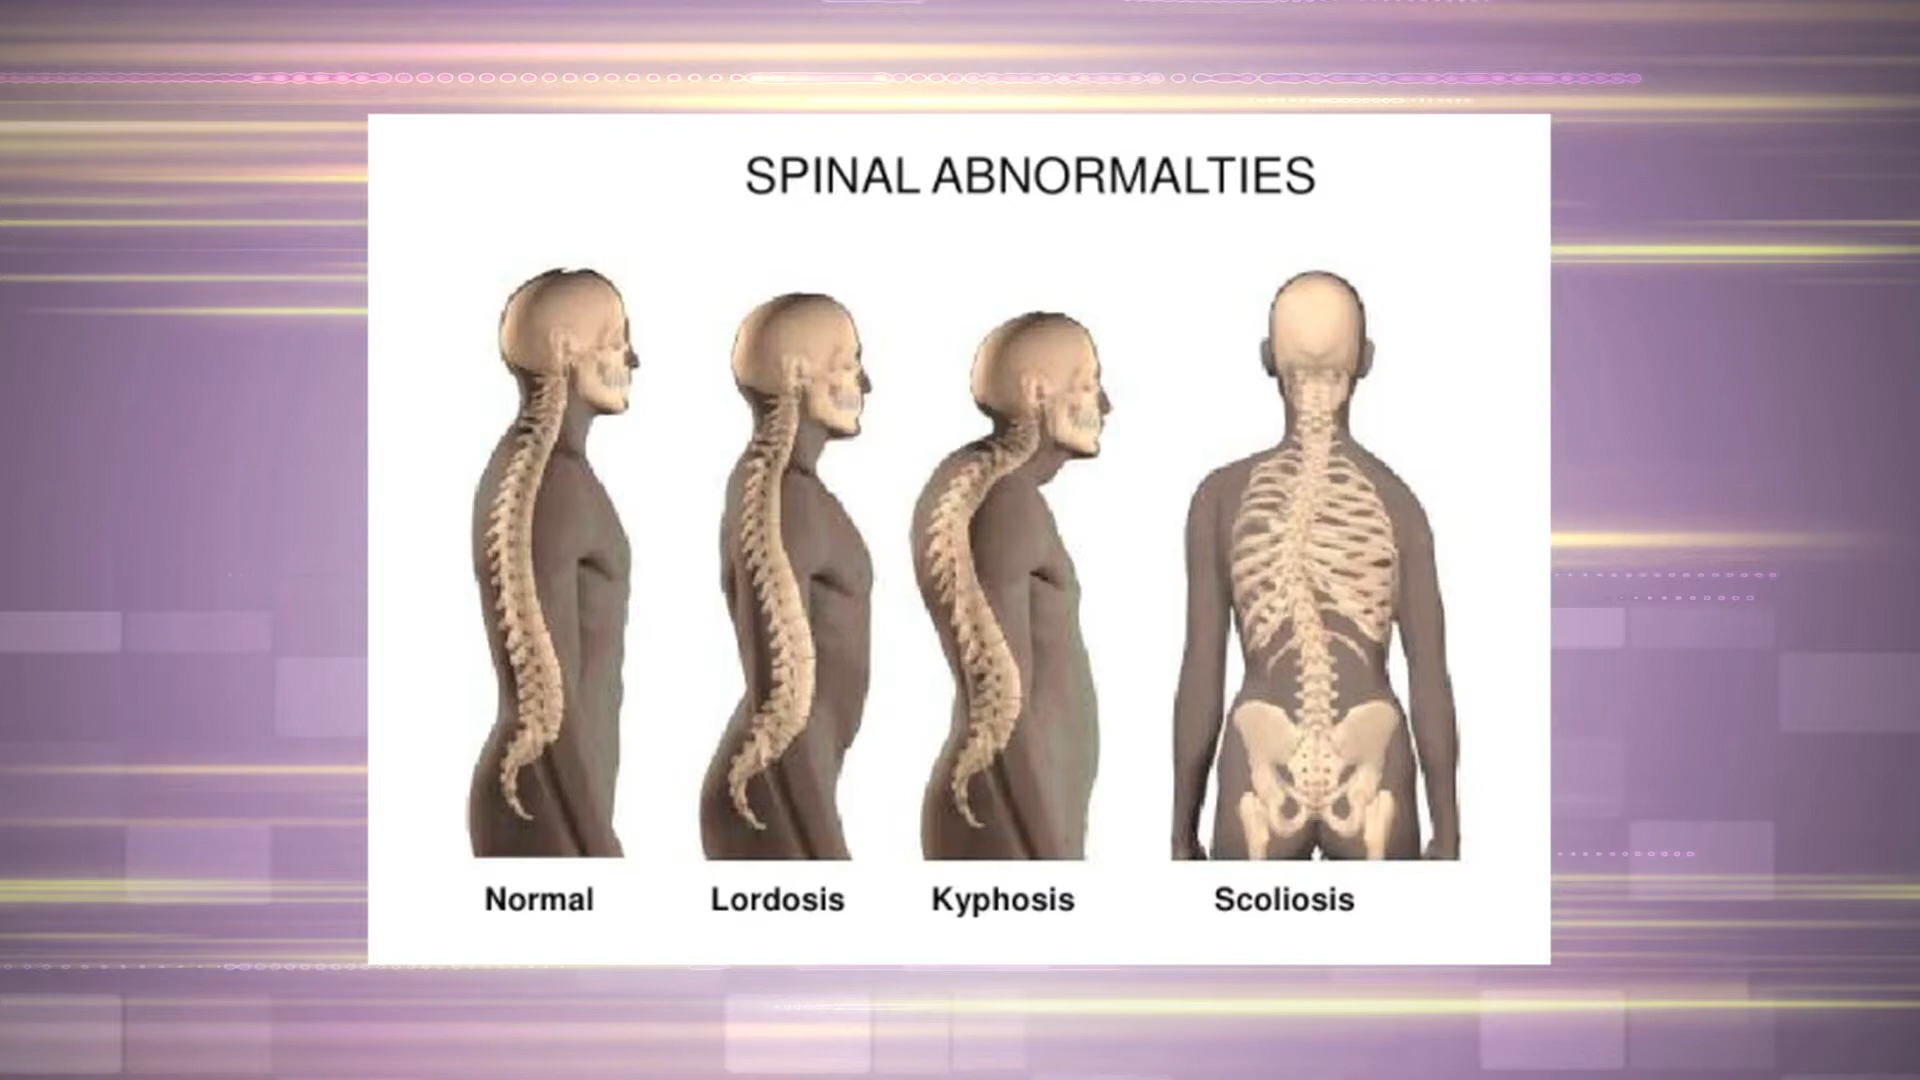 SPINAL ABNORMALTIES
Normal
Lordosis
Kyphosis
Scoliosis